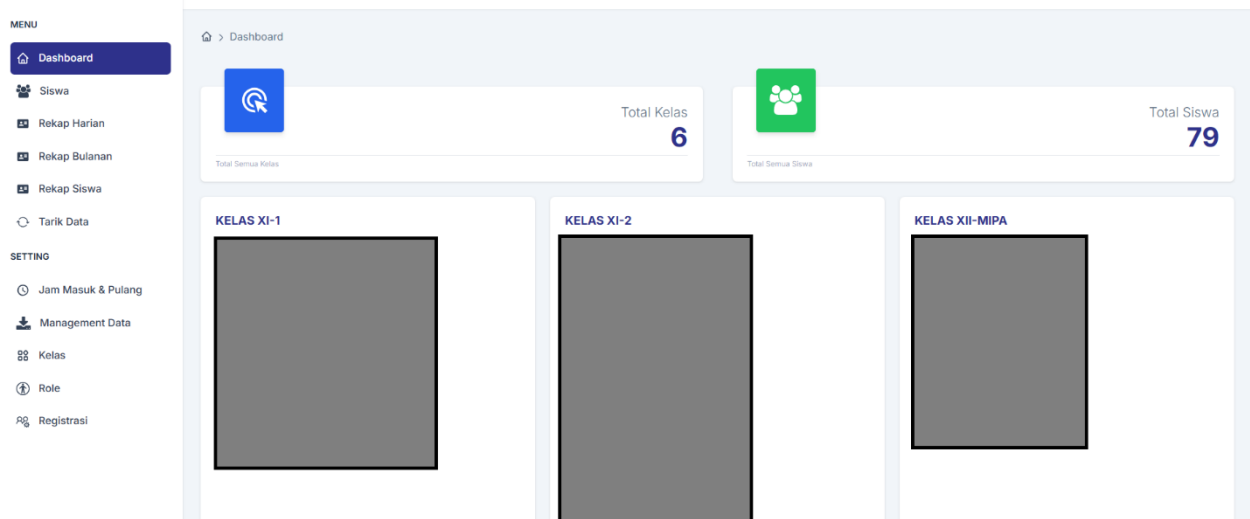 MENU
Dashboard
Siswa
Rekap Harian
Rekap Bulanan
Rekap Siswa
Tarik Data
SETTING
Jam Masuk & Pulang
Management Data
Kelas
Role
Registrasi
> Dashboard
Total Kelas
6
Total Semua Kelas
Total Siswa
79
Total Semua Siswa
KELAS XI-1
KELAS XI-2
KELAS XII-MIPA